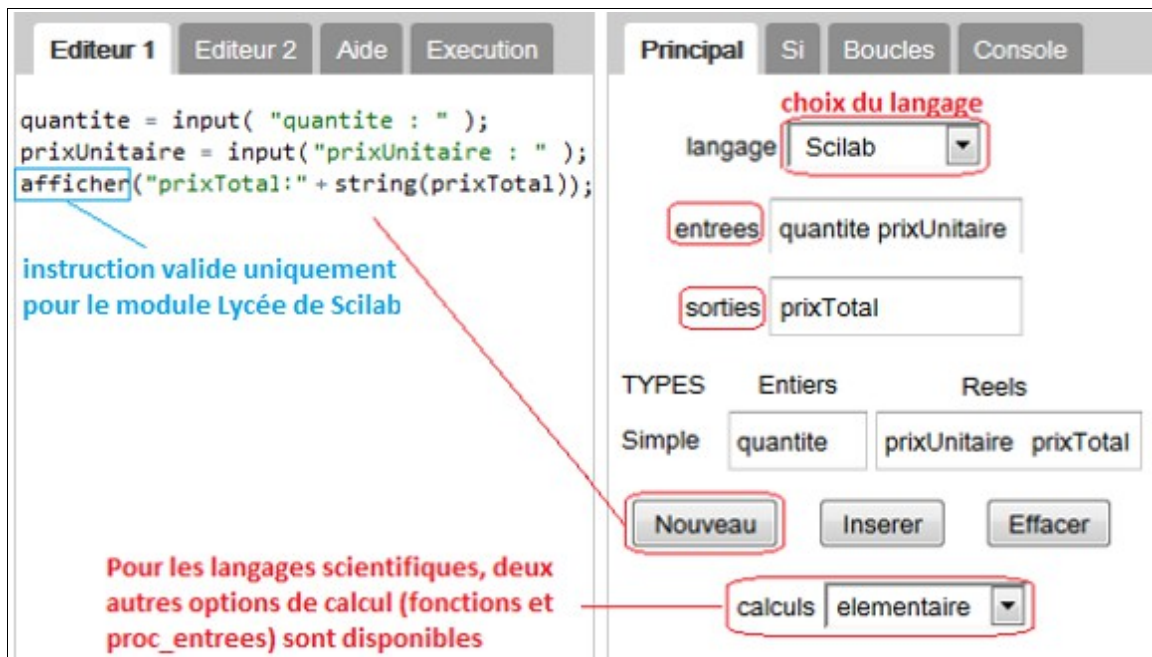 Editeur 1 Editeur 2 Aide Execution
quantite = input( "quantite : " );
prixUnitaire = input("prixUnitaire : " );
afficher("prixTotal:"+string(prixTotal));
instruction valide uniquement
pour le module Lycée de Scilab
Pour les langages scientifiques, deux
autres options de calcul (fonctions et
proc_entrees) sont disponibles
Principal Si Boucles Console
choix du langage
langage Scilab
entrees quantite prixUnitaire
sorties prixTotal
TYPES Entiers Reels
Simple quantite prixUnitaire prixTotal
Nouveau Inserer Effacer
calculs elementaire